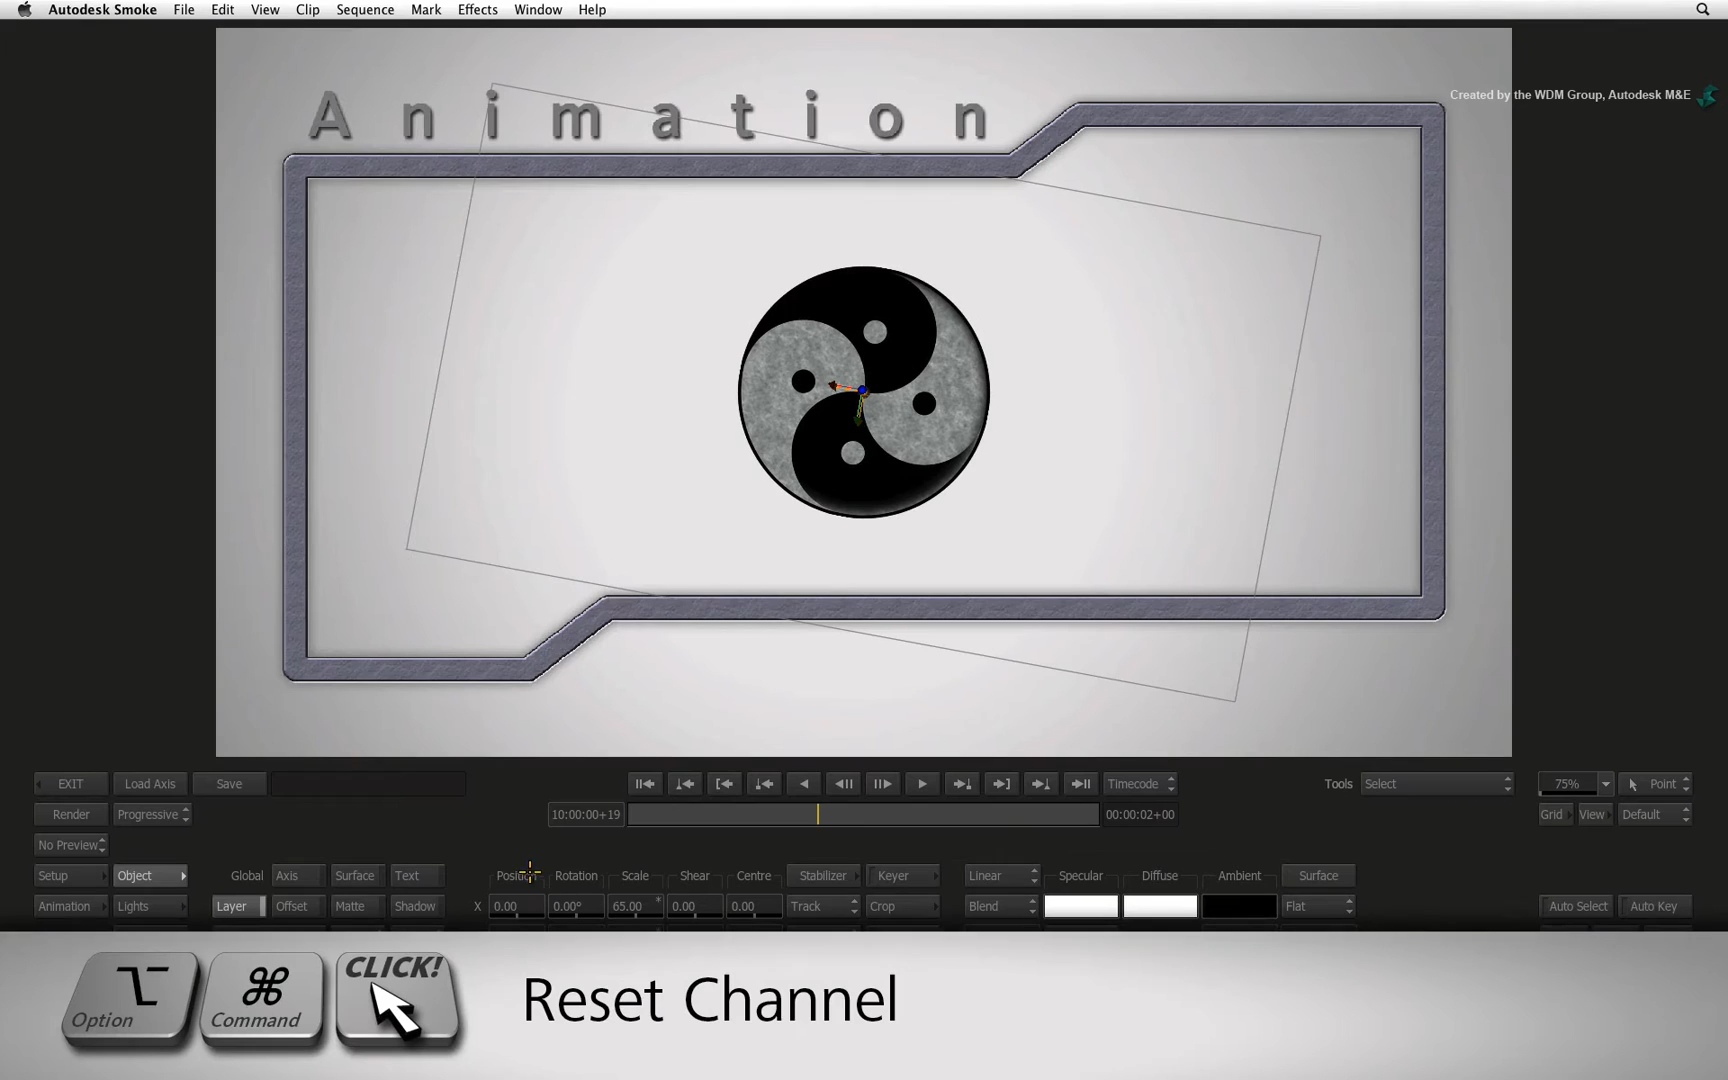 Autodesk Smoke File Edit View Clip Sequence Mark Effects Window Help
Created by the WDM Group, Autodesk M&E
Animation
EXIT Load Axis Save Timecode Tools Select 75% Point
Render Progressive 10:00:00+19 00:00:02+00 Grid View Default
No Preview
Setup Object Global Axis Surface Text Position Rotation Scale Shear Centre Stabilizer Keyer Linear Specular Diffuse Ambient Surface
Animation Lights Layer Offset Matte Shadow X 0.00 0.00° 65.00 * 0.00 0.00 Track Crop Blend Flat Auto Select Auto Key
CLICK!
Option Command Reset Channel